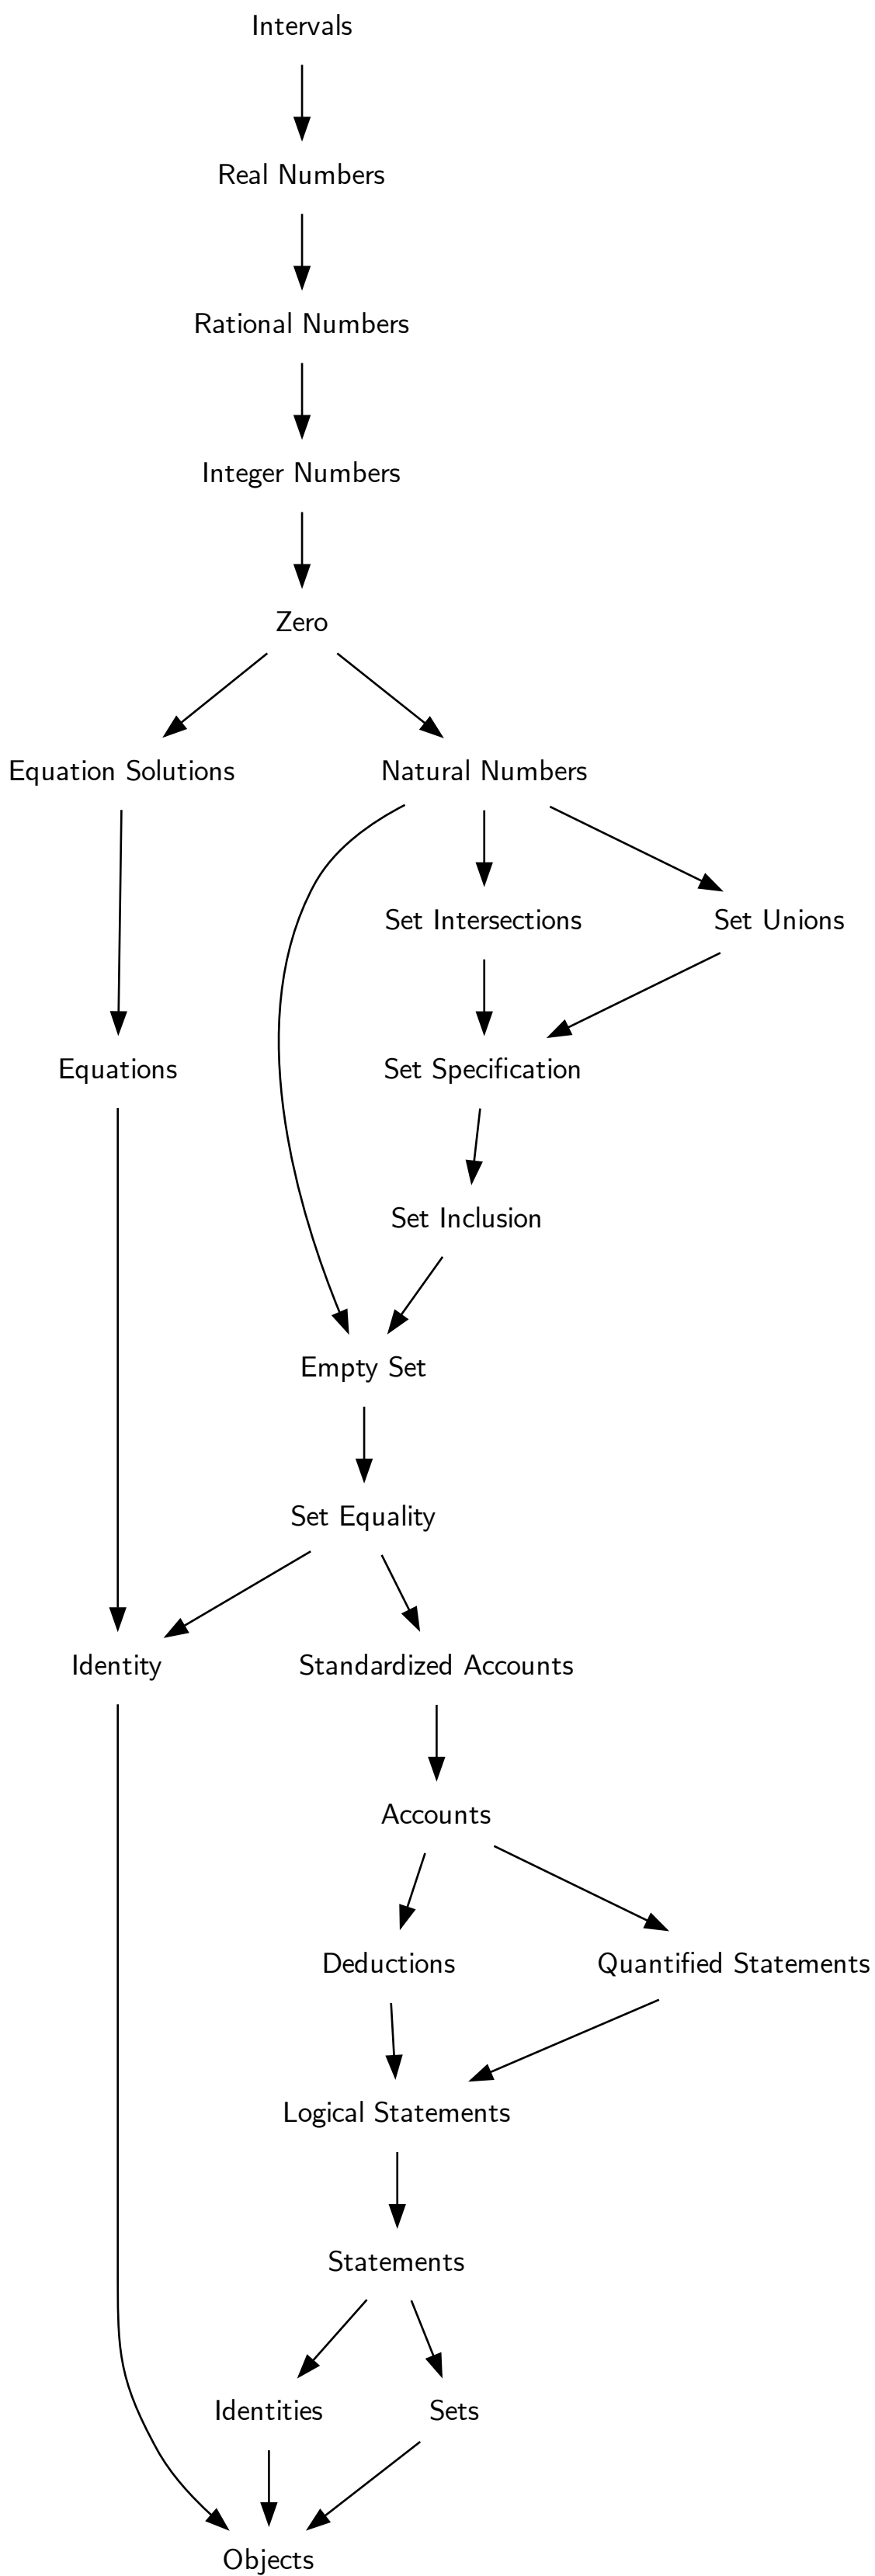 Intervals
Real Numbers
Rational Numbers
Integer Numbers
Zero
Equation Solutions
Natural Numbers
Set Intersections
Set Unions
Equations
Set Specification
Set Inclusion
Empty Set
Set Equality
Identity
Standardized Accounts
Accounts
Deductions
Quantified Statements
Logical Statements
Statements
Identities
Sets
Objects